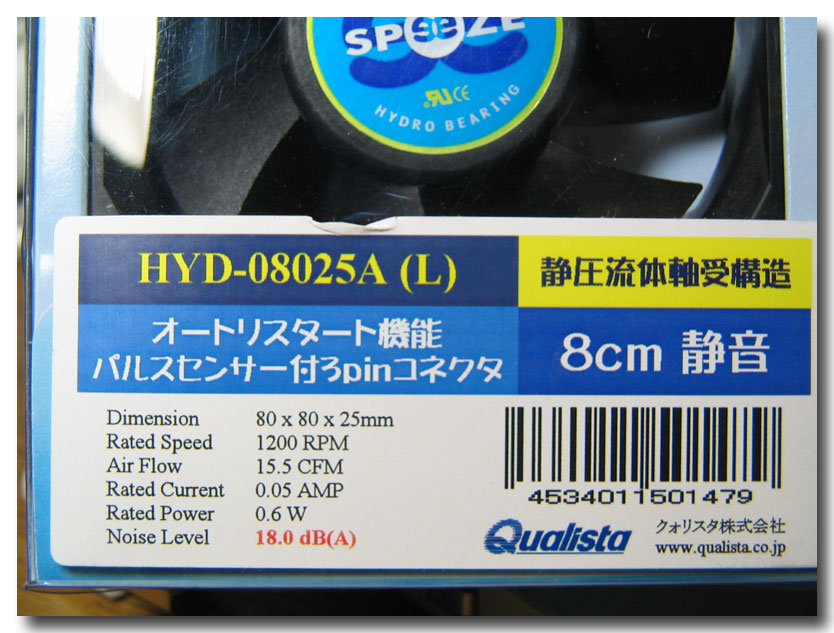 SPEEZE
CE
HYDRO BEARING
HYD-08025A (L)
静圧流体軸受構造
オートリスタート機能
パルスセンサー付3pinコネクタ
8cm 静音
Dimension 80 x 80 x 25mm
Rated Speed 1200 RPM
Air Flow 15.5 CFM
Rated Current 0.05 AMP
Rated Power 0.6 W
Noise Level 18.0 dB(A)
4534011501479
Qualista
クォリスタ株式会社
www.qualista.co.jp